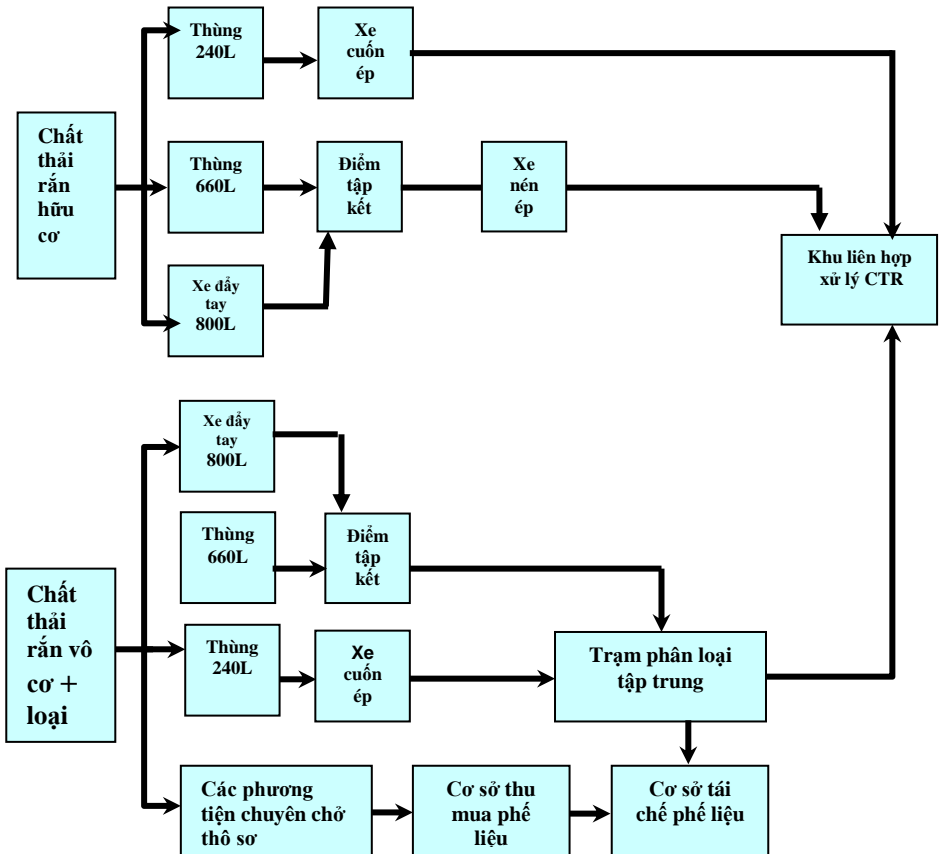 Thùng
240L
Xe
cuốn
ép
Chất
thải
rắn
hữu
cơ
Thùng
660L
Điểm
tập
kết
Xe
nén
ép
Xe đẩy
tay
800L
Khu liên hợp
xử lý CTR
Xe đẩy
tay
800L
Thùng
660L
Điểm
tập
kết
Chất
thải
rắn vô
cơ +
loại
Thùng
240L
Xe
cuốn
ép
Trạm phân loại
tập trung
Các phương
tiện chuyên chở
thô sơ
Cơ sở thu
mua phế
liệu
Cơ sở tái
chế phế liệu